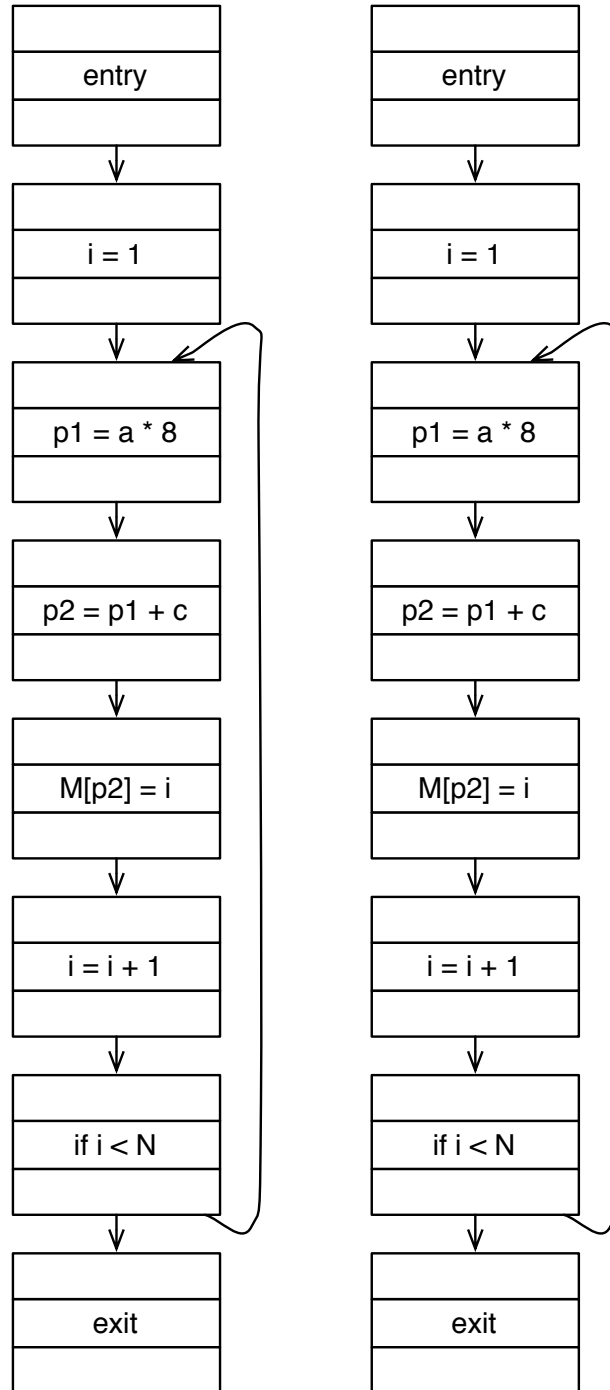 entry
i = 1
p1 = a * 8
p2 = p1 + c
M[p2] = i
i = i + 1
if i < N
exit
entry
i = 1
p1 = a * 8
p2 = p1 + c
M[p2] = i
i = i + 1
if i < N
exit